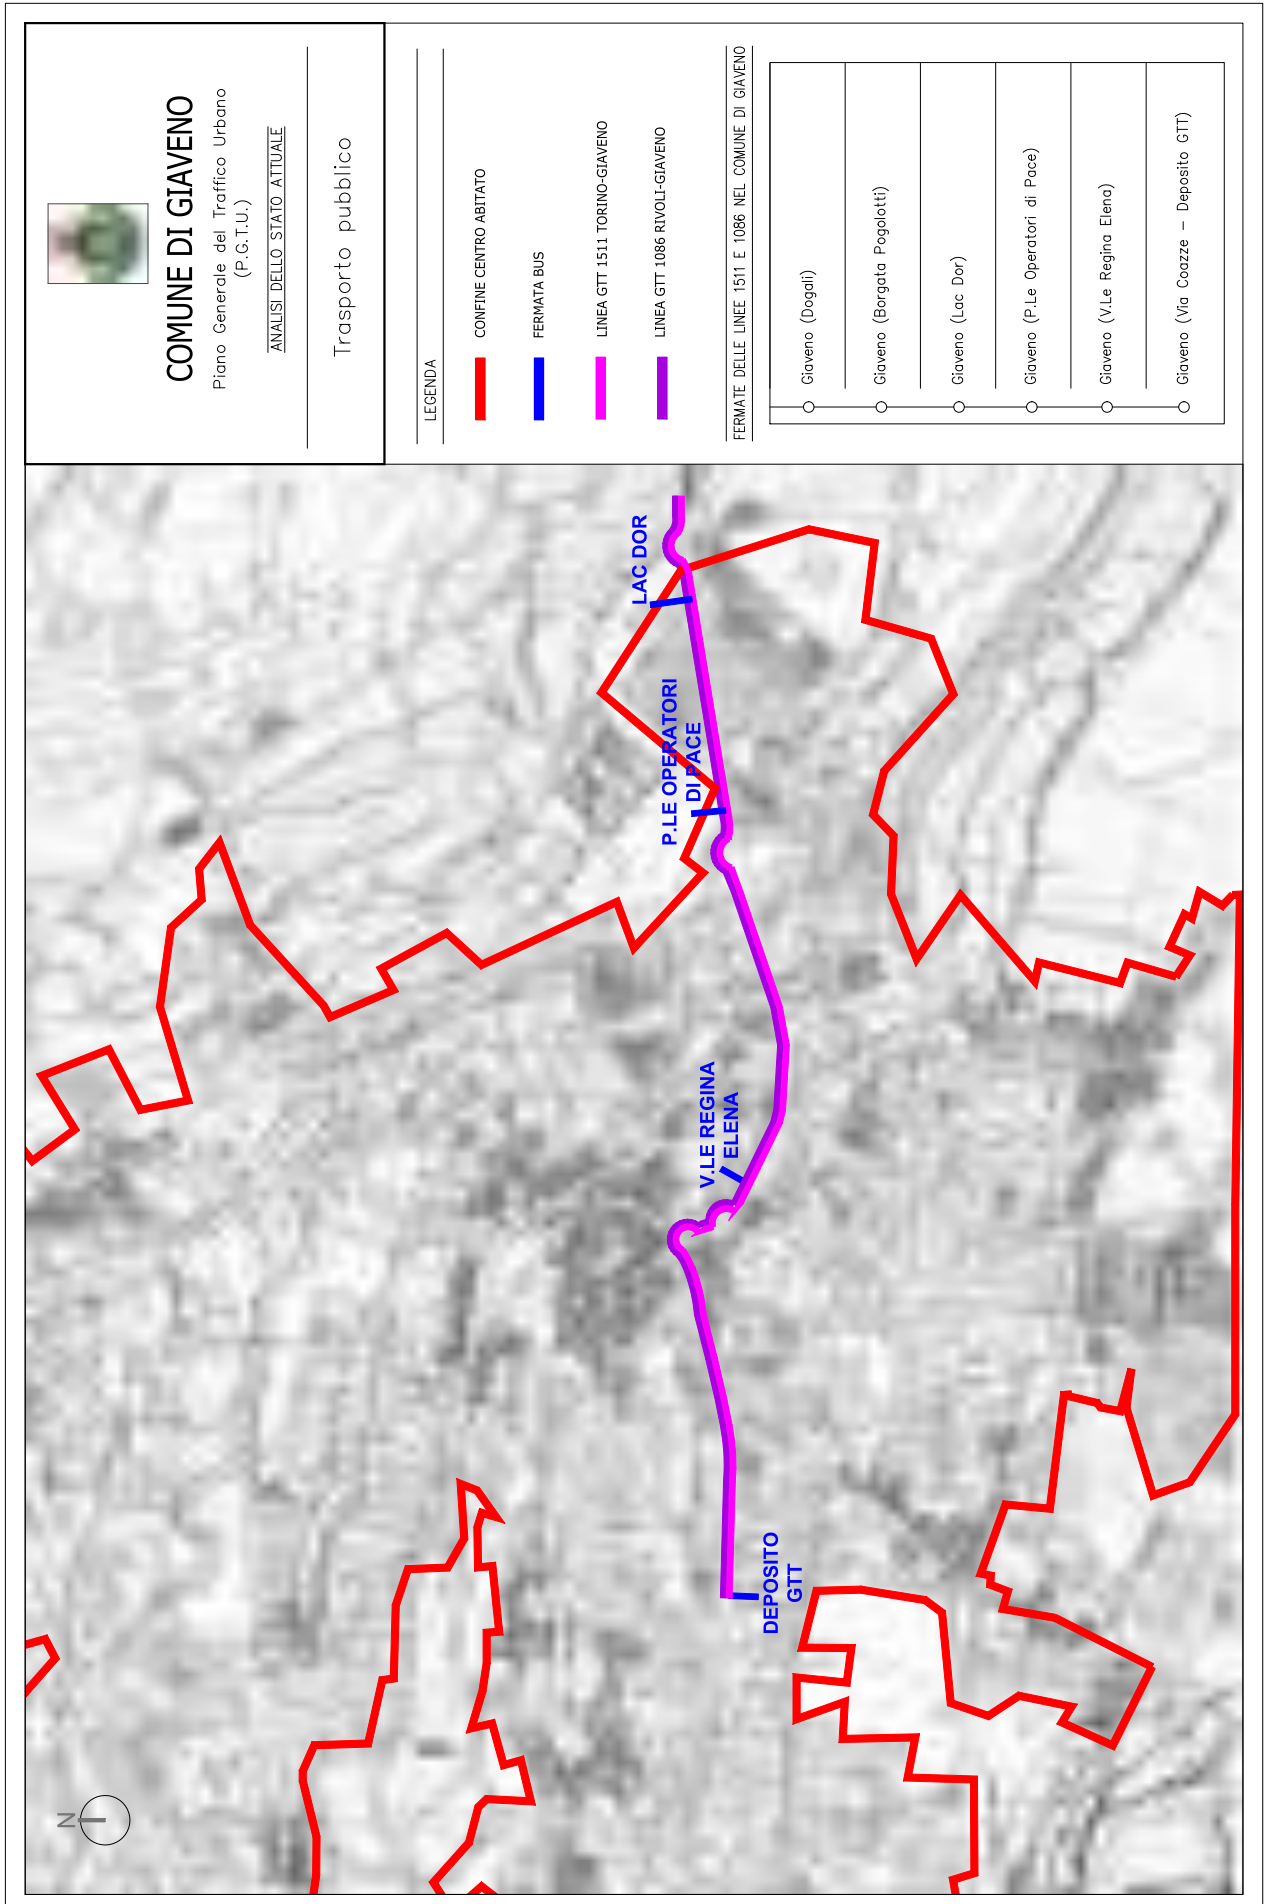 COMUNE DI GIAVENO
Piano Generale del Traffico Urbano
(P.G.T.U.)
ANALISI DELLO STATO ATTUALE
Trasporto pubblico
LEGENDA
CONFINE CENTRO ABITATO
FERMATA BUS
LINEA GTT 1511 TORINO-GIAVENO
LINEA GTT 1086 RIVOLI-GIAVENO
FERMATE DELLE LINEE 1511 E 1086 NEL COMUNE DI GIAVENO
Giaveno (Dogali)
Giaveno (Borgata Pogolotti)
Giaveno (Lac Dor)
Giaveno (P.Le Operatori di Pace)
Giaveno (V.Le Regina Elena)
Giaveno (Via Coazze – Deposito GTT)
LAC DOR
P.LE OPERATORI
DI PACE
V.LE REGINA
ELENA
DEPOSITO
GTT
N